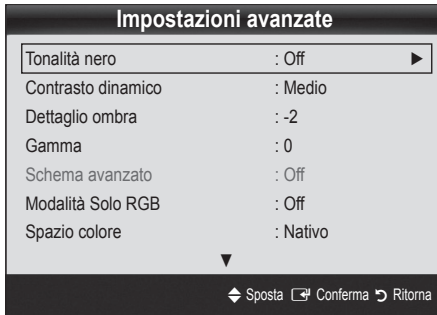 Impostazioni avanzate
Tonalità nero : Off ►
Contrasto dinamico : Medio
Dettaglio ombra : -2
Gamma : 0
Schema avanzato : Off
Modalità Solo RGB : Off
Spazio colore : Nativo
▼
Sposta Conferma Ritorna